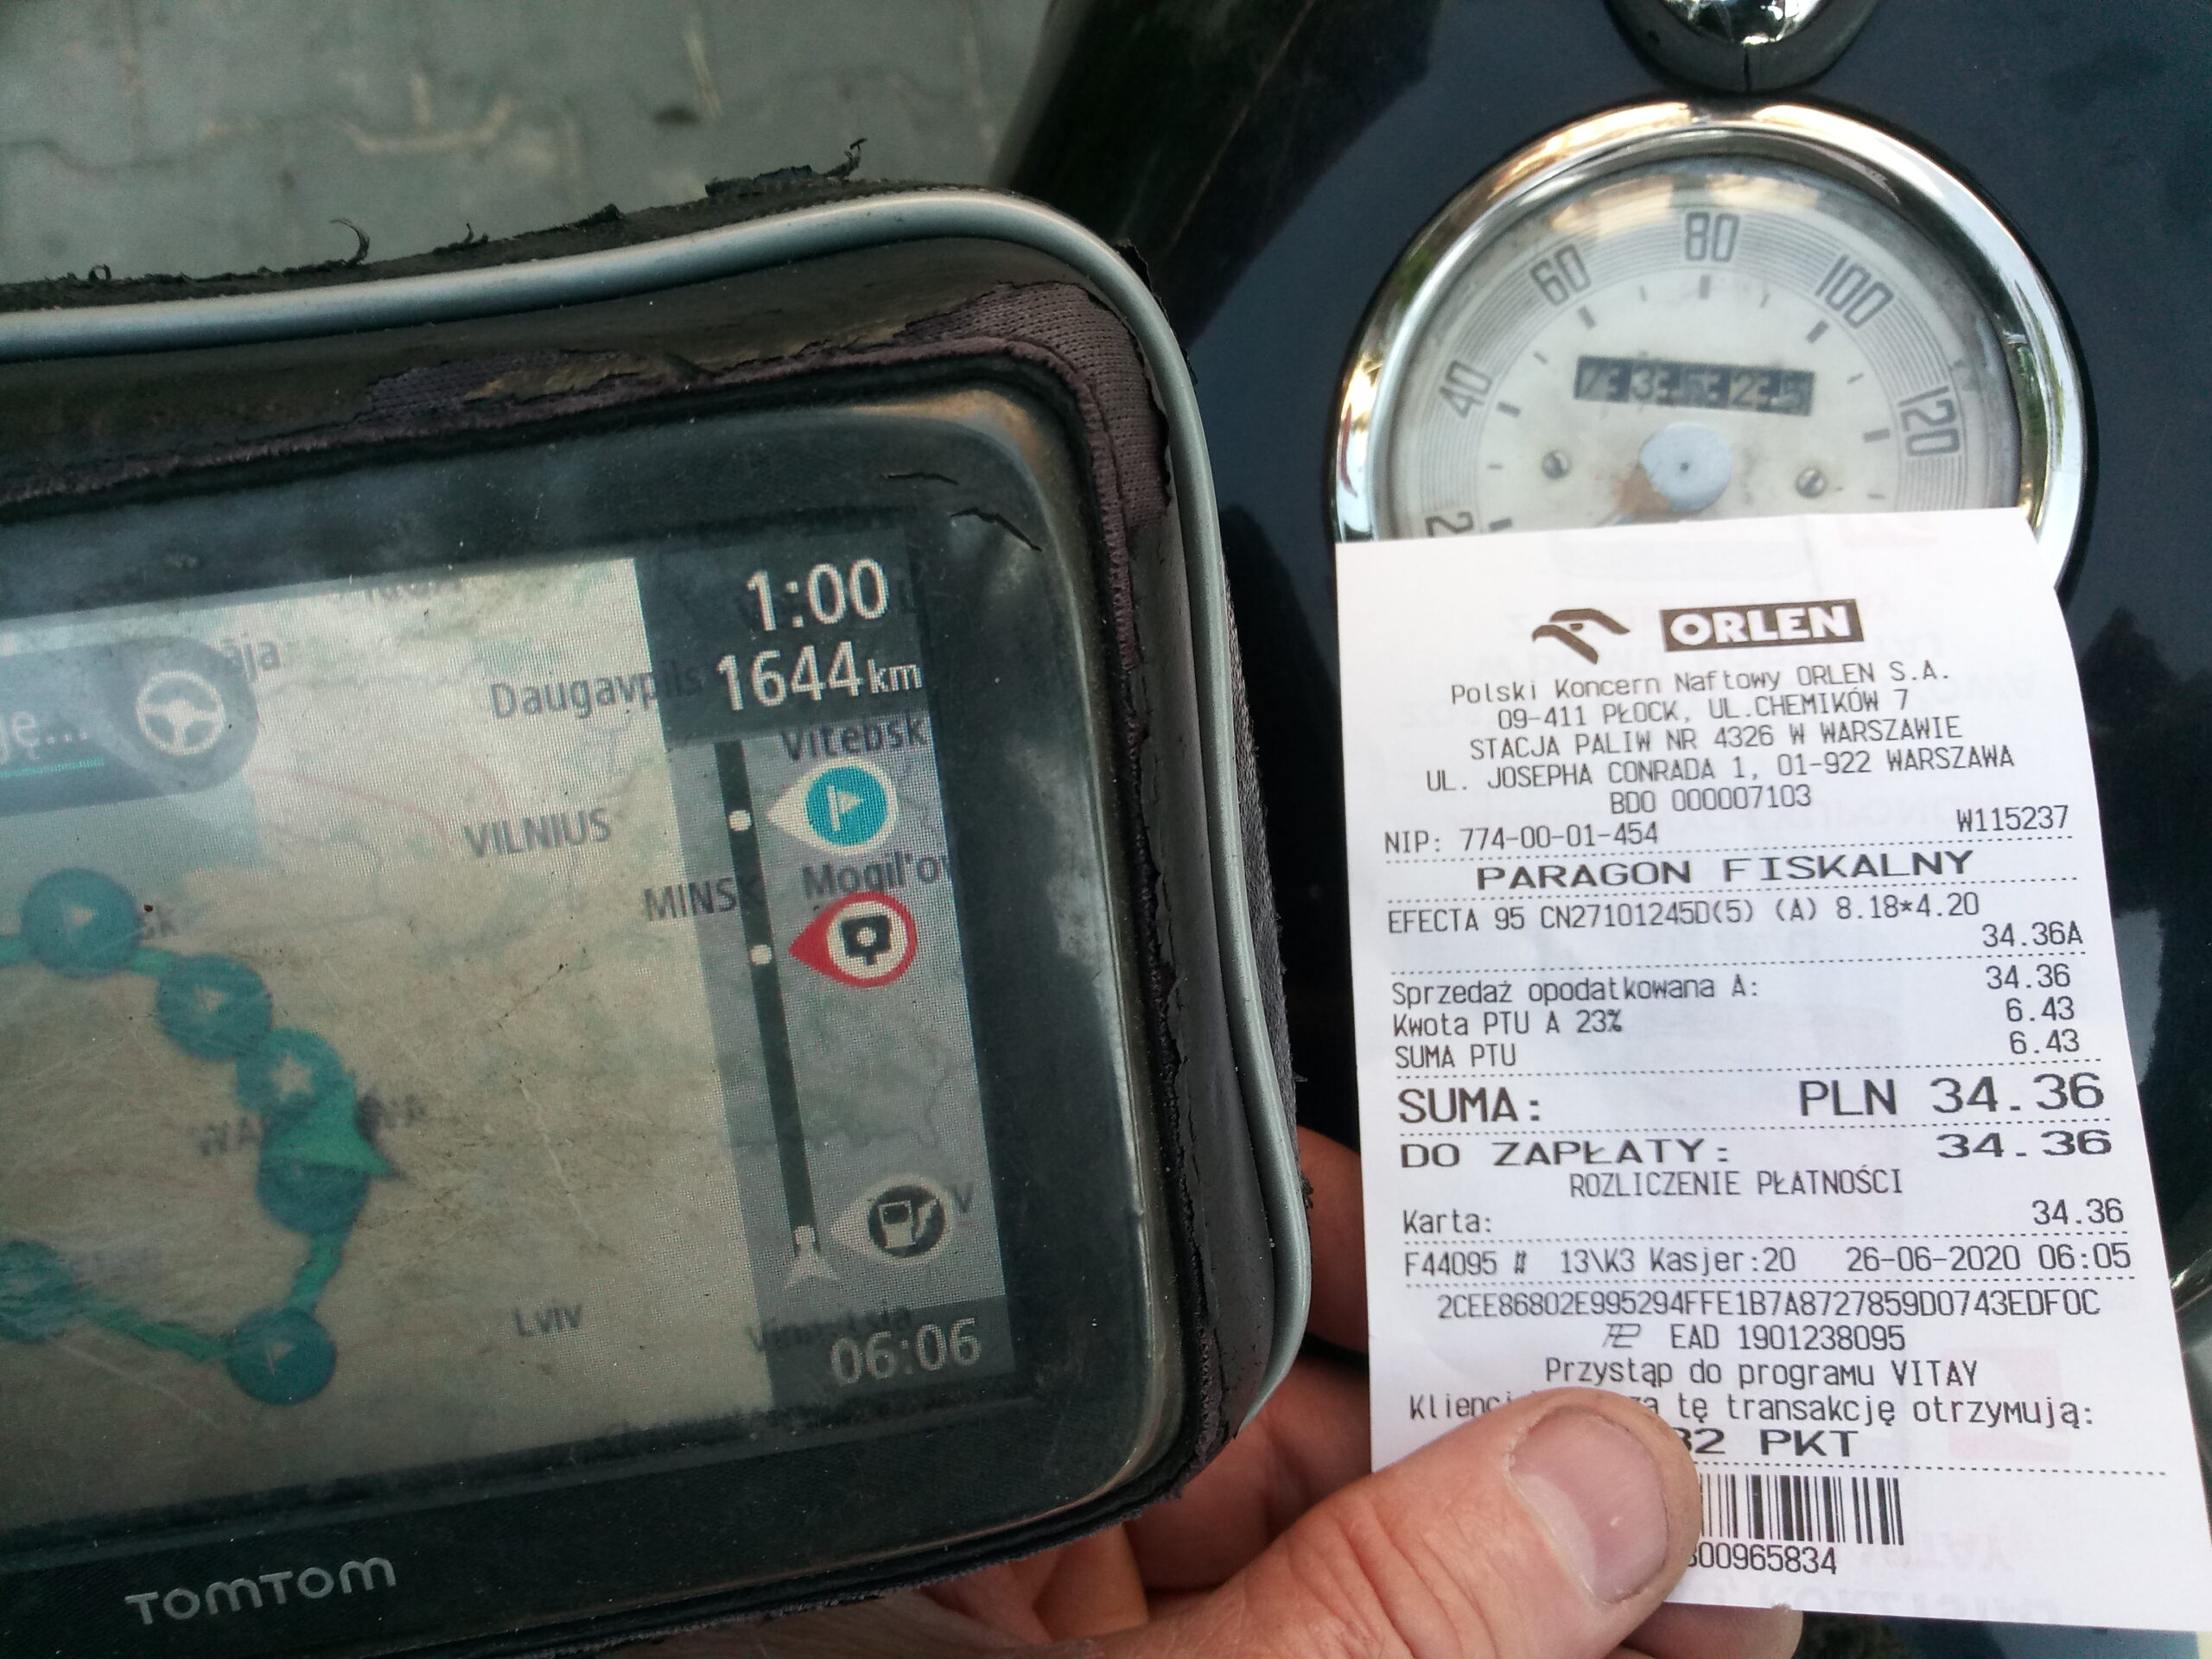 1:00
1644 km
Daugavpils
Vitebsk
VILNIUS
Mogil'ov
MINSK
Lviv
06:06
TOMTOM
20
40
60
80
100
120
ORLEN
Polski Koncern Naftowy ORLEN S.A.
09-411 PŁOCK, UL.CHEMIKÓW 7
STACJA PALIW NR 4326 W WARSZAWIE
UL. JOSEPHA CONRADA 1, 01-922 WARSZAWA
BDO 000007103
NIP: 774-00-01-454 W115237
PARAGON FISKALNY
EFECTA 95 CN27101245D(5) (A) 8.18*4.20
34.36A
Sprzedaż opodatkowana A: 34.36
Kwota PTU A 23% 6.43
SUMA PTU 6.43
SUMA: PLN 34.36
DO ZAPŁATY: 34.36
ROZLICZENIE PŁATNOŚCI
Karta: 34.36
F44095 # 13\K3 Kasjer:20 26-06-2020 06:05
2CEE86802E995294FFE1B7A8727859D0743EDF0C
EAD 1901238095
Przystąp do programu VITAY
tę transakcję otrzymują:
PKT